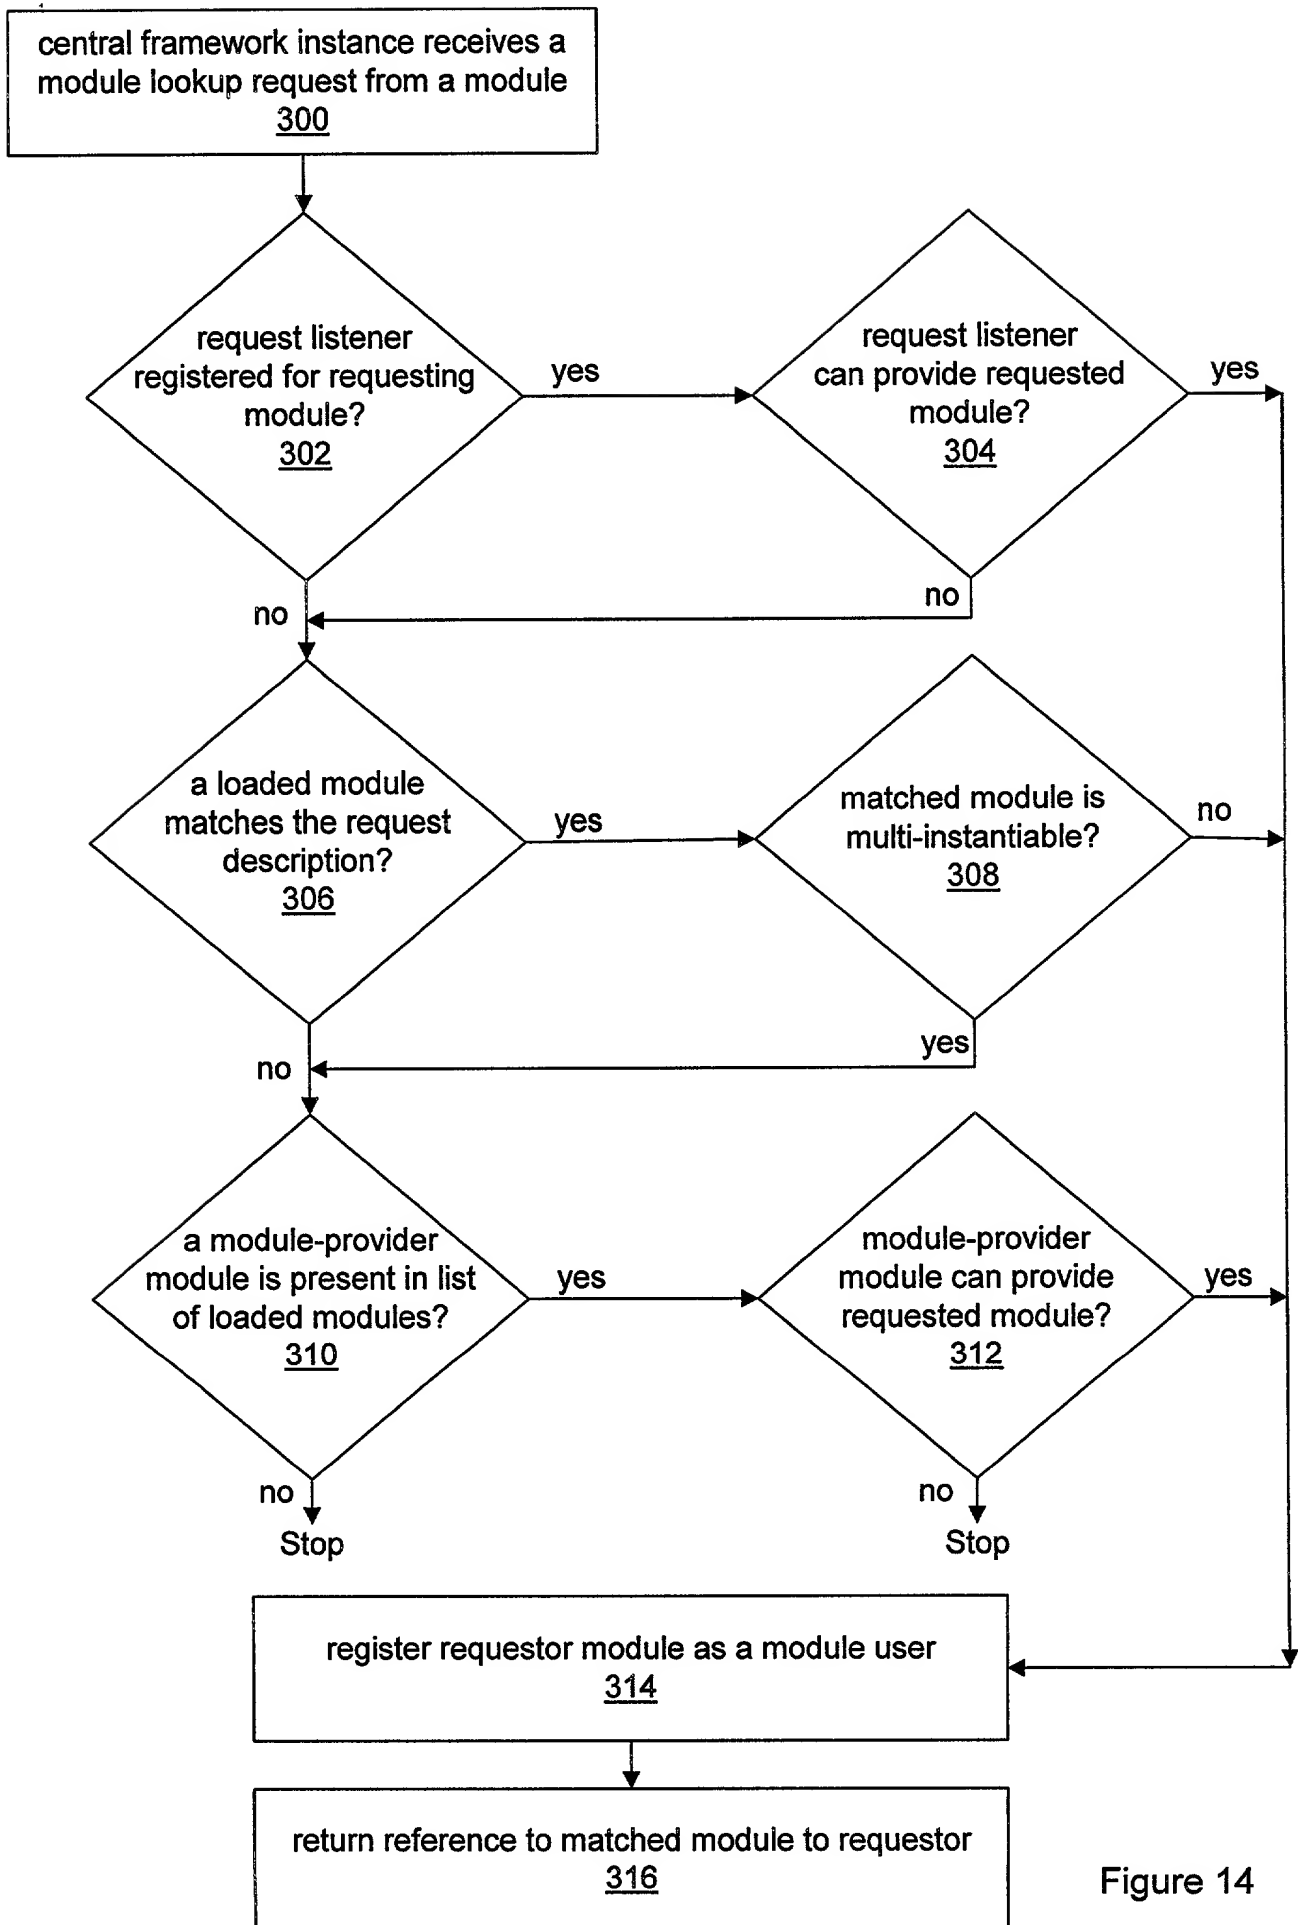 central framework instance receives a
module lookup request from a module
300
request listener
registered for requesting
module?
302
yes
request listener
can provide requested
module?
304
yes
no
no
a loaded module
matches the request
description?
306
yes
matched module is
multi-instantiable?
308
no
yes
no
a module-provider
module is present in list
of loaded modules?
310
yes
module-provider
module can provide
requested module?
312
yes
no
Stop
no
Stop
register requestor module as a module user
314
return reference to matched module to requestor
316
Figure 14